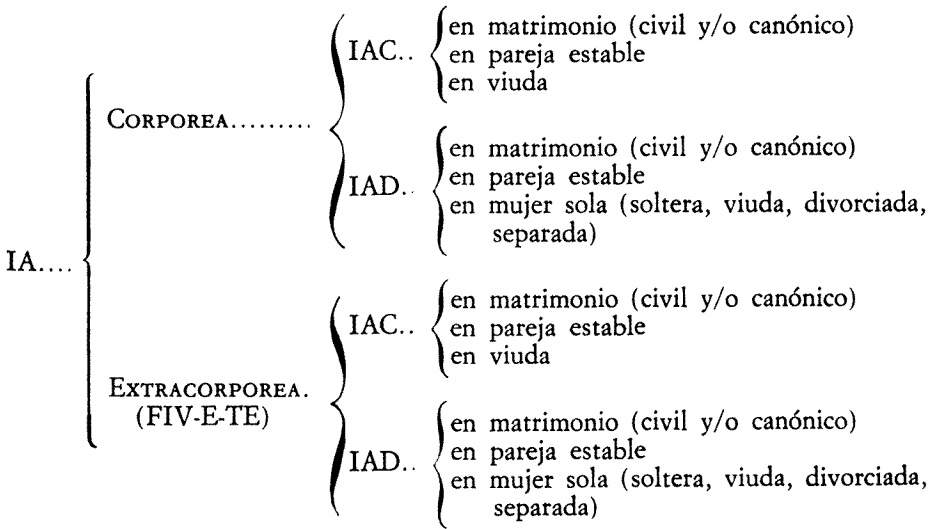 IAC.. en matrimonio (civil y/o canónico)
en pareja estable
en viuda
CORPOREA.........
IAD.. en matrimonio (civil y/o canónico)
en pareja estable
en mujer sola (soltera, viuda, divorciada,
separada)
IA....
IAC.. en matrimonio (civil y/o canónico)
en pareja estable
en viuda
EXTRACORPOREA.
(FIV-E-TE)
IAD.. en matrimonio (civil y/o canónico)
en pareja estable
en mujer sola (soltera, viuda, divorciada,
separada)